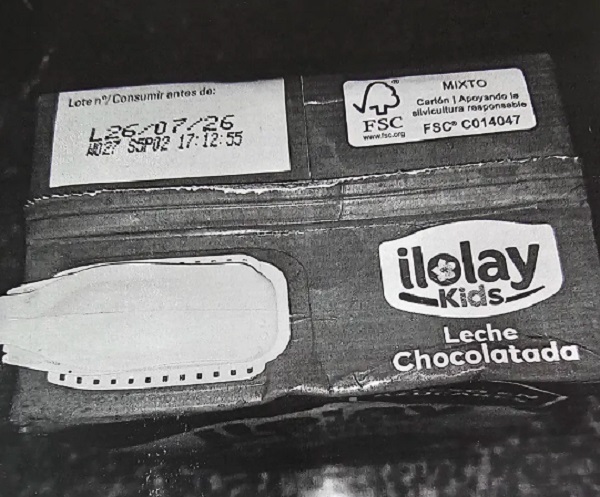 Lote nº/Consumir antes de:
L26/07/26
W027 S5P02 17:12:55
MIXTO
Cartón | Apoyando la
silvicultura responsable
FSC® C014047
FSC
www.fsc.org
ilolay
Kids
Leche
Chocolatada